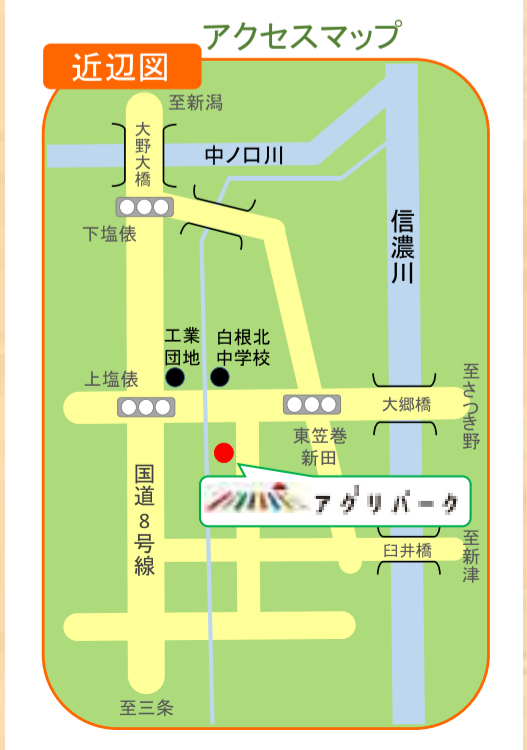 アクセスマップ
近辺図
至新潟
大野大橋
中ノ口川
下塩俵
信濃川
工業
団地
白根北
中学校
上塩俵
至さつき野
大郷橋
東笠巻
新田
国道8号線
アグリパーク
臼井橋
至新津
至三条